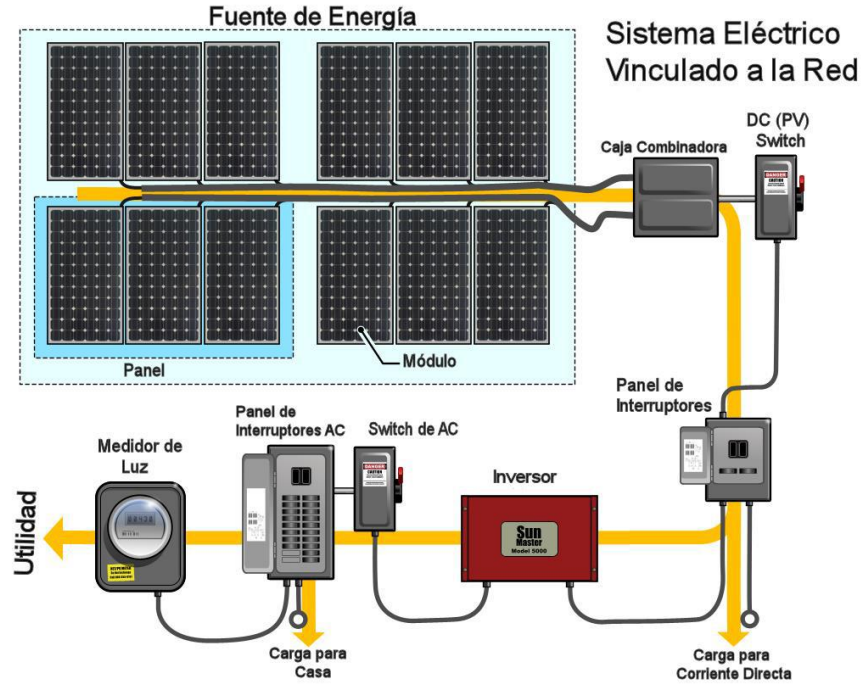 Fuente de Energía
Sistema Eléctrico
Vinculado a la Red
DC (PV)
Switch
Caja Combinadora
DANGER
Módulo
Panel
Panel de
Interruptores
Panel de
Interruptores AC
Switch de AC
DANGER
Medidor de
Luz
Inversor
Sun
Master
Model 5000
Utilidad
Carga para
Casa
Carga para
Corriente Directa